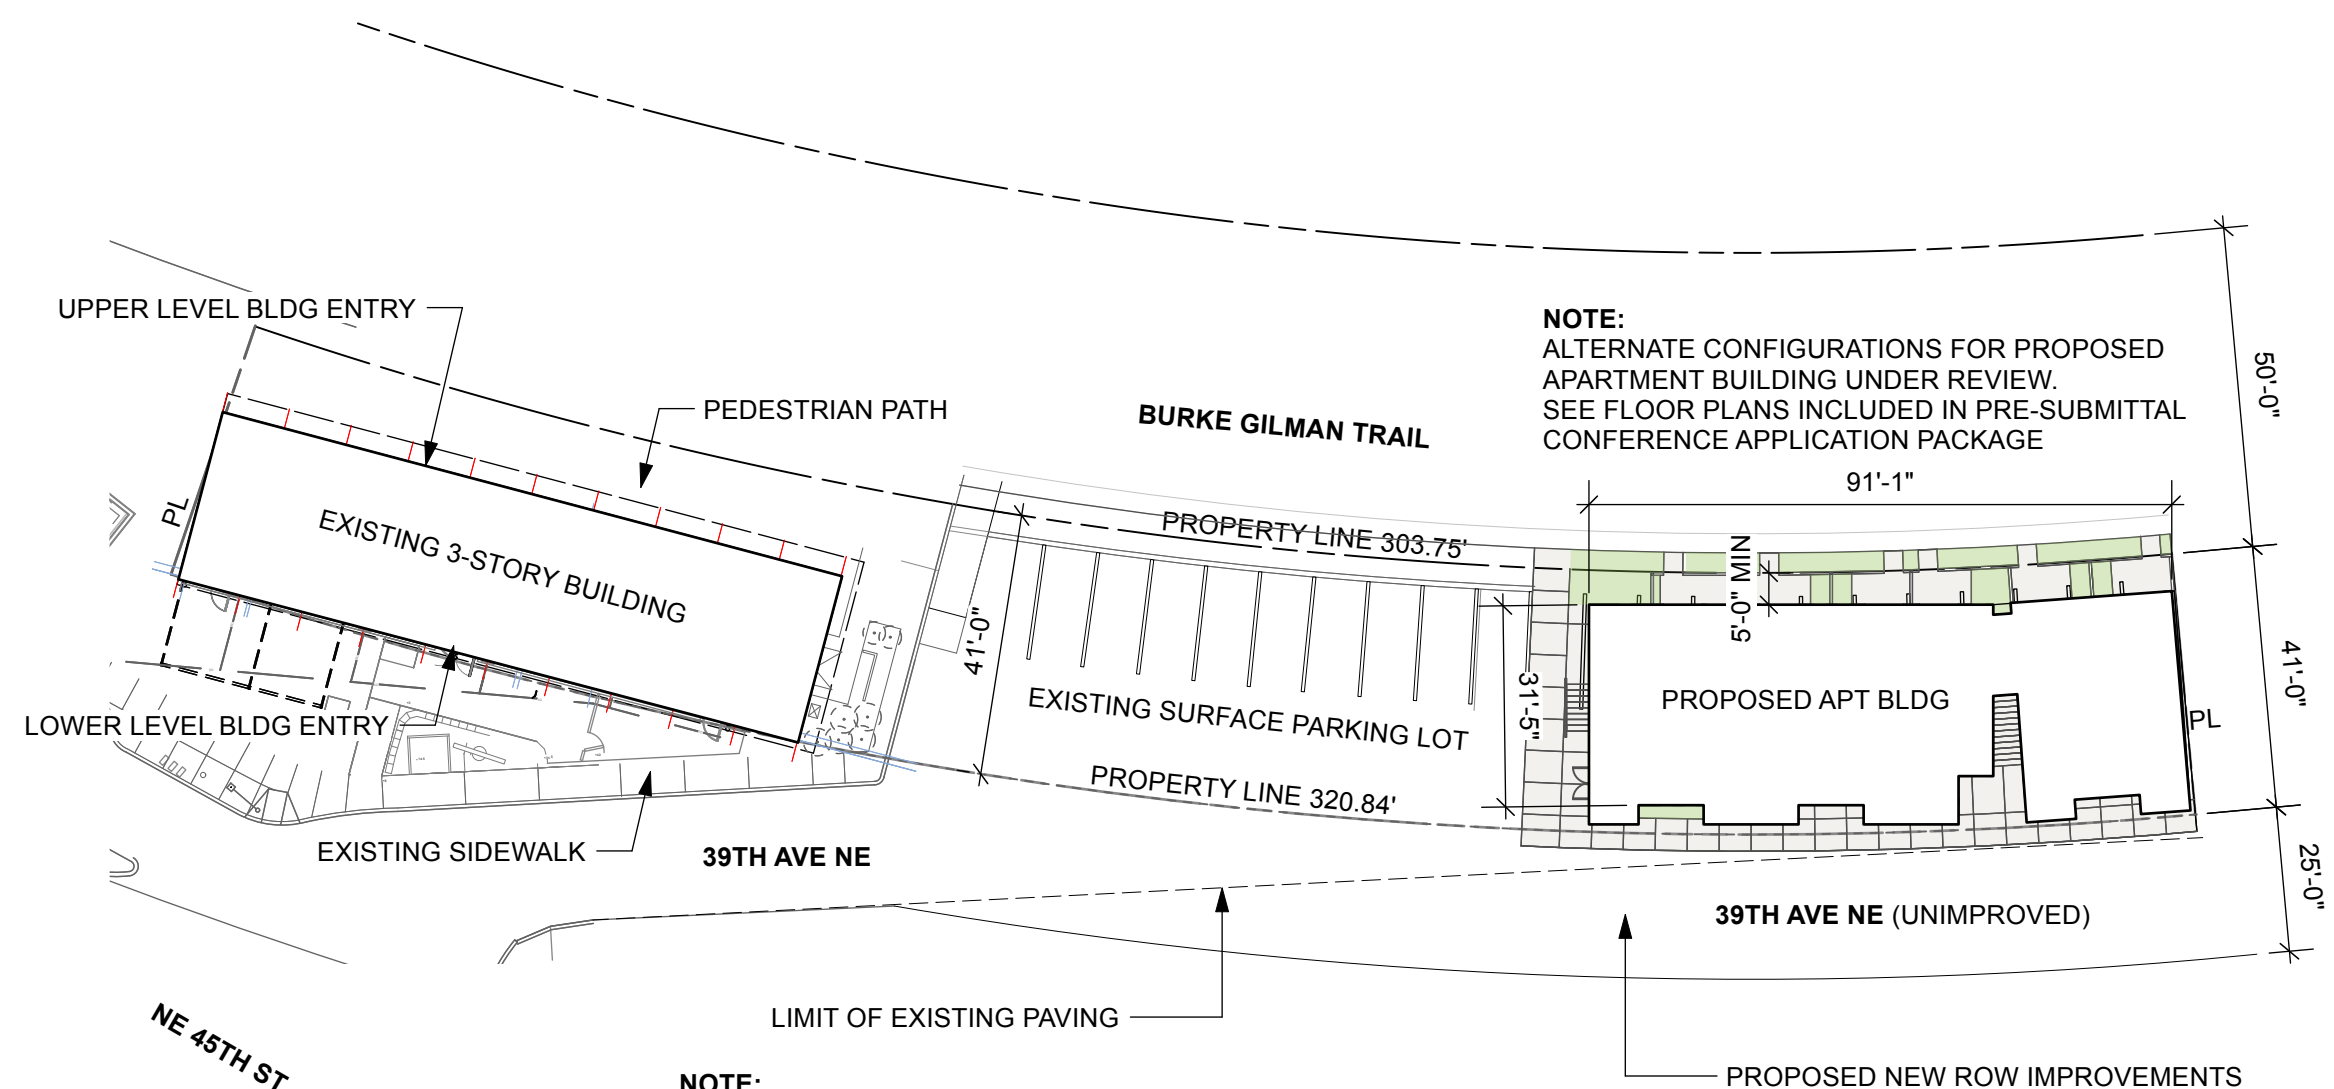 UPPER LEVEL BLDG ENTRY
PEDESTRIAN PATH
BURKE GILMAN TRAIL
NOTE:
ALTERNATE CONFIGURATIONS FOR PROPOSED
APARTMENT BUILDING UNDER REVIEW.
SEE FLOOR PLANS INCLUDED IN PRE-SUBMITTAL
CONFERENCE APPLICATION PACKAGE
50'-0"
91'-1"
PL
EXISTING 3-STORY BUILDING
PROPERTY LINE 303.75'
5'-0" MIN
41'-0"
EXISTING SURFACE PARKING LOT
31'-5"
PROPOSED APT BLDG
41'-0"
PL
LOWER LEVEL BLDG ENTRY
PROPERTY LINE 320.84'
EXISTING SIDEWALK
39TH AVE NE
25'-0"
39TH AVE NE (UNIMPROVED)
LIMIT OF EXISTING PAVING
NE 45TH ST
NOTE:
PROPOSED NEW ROW IMPROVEMENTS